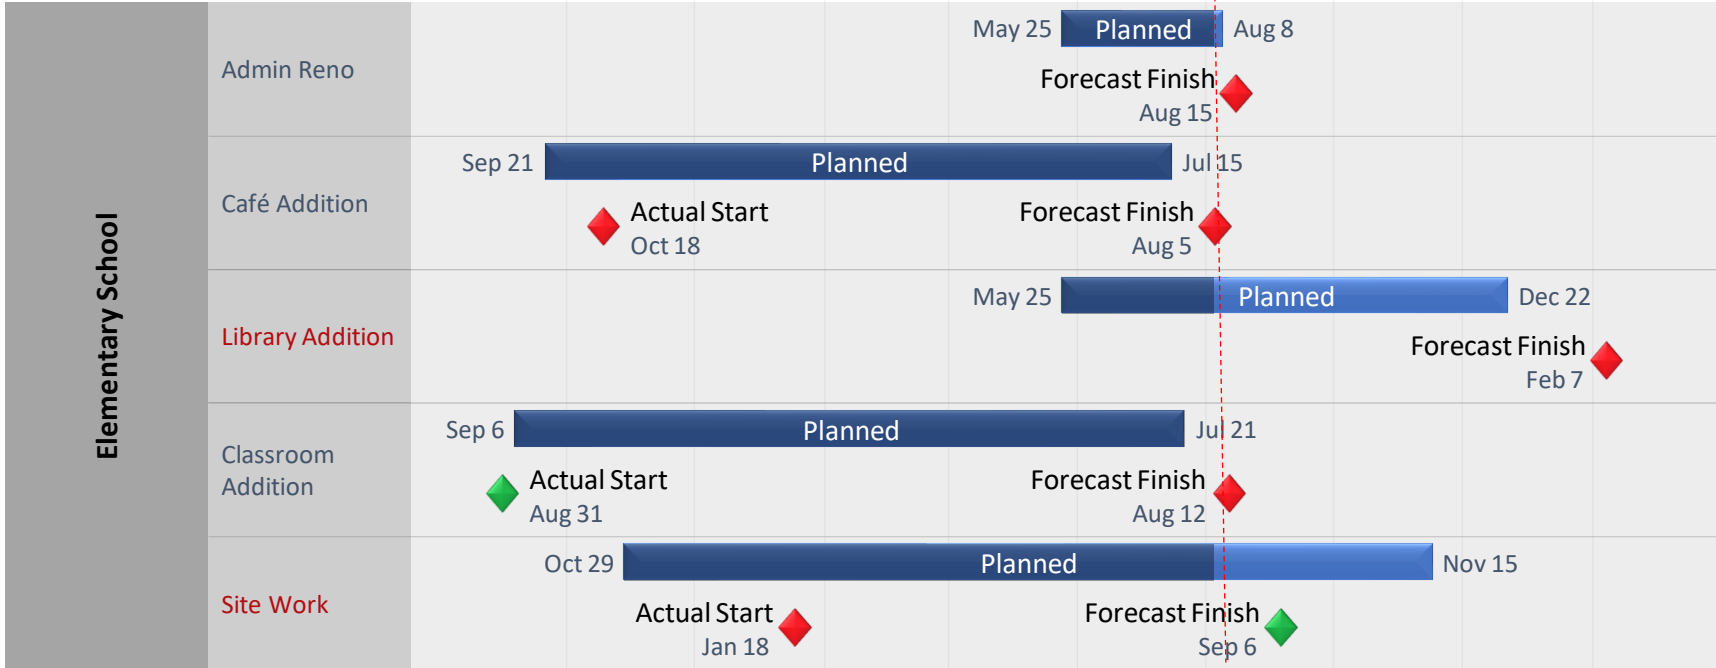 Elementary School
Admin Reno
May 25
Planned
Aug 8
Forecast Finish
Aug 15
Café Addition
Sep 21
Planned
Jul 15
Actual Start
Oct 18
Forecast Finish
Aug 5
Library Addition
May 25
Planned
Dec 22
Forecast Finish
Feb 7
Classroom
Addition
Sep 6
Planned
Jul 21
Actual Start
Aug 31
Forecast Finish
Aug 12
Site Work
Oct 29
Planned
Nov 15
Actual Start
Jan 18
Forecast Finish
Sep 6